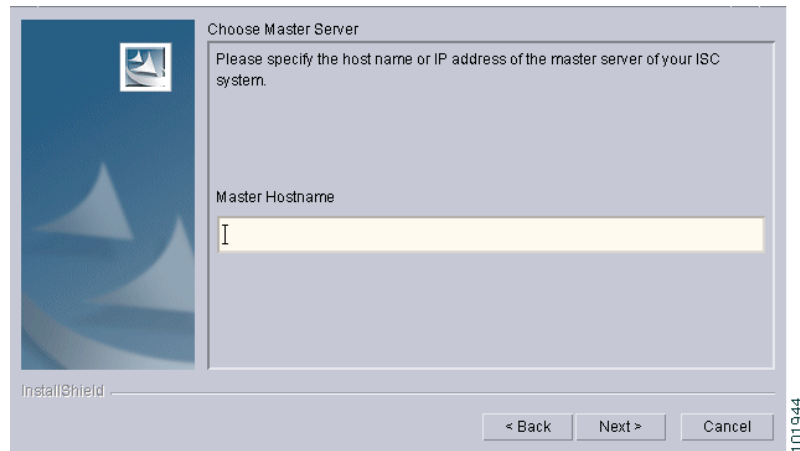 Choose Master Server
Please specify the host name or IP address of the master server of your ISC
system.
Master Hostname
InstallShield
< Back
Next >
Cancel
101944